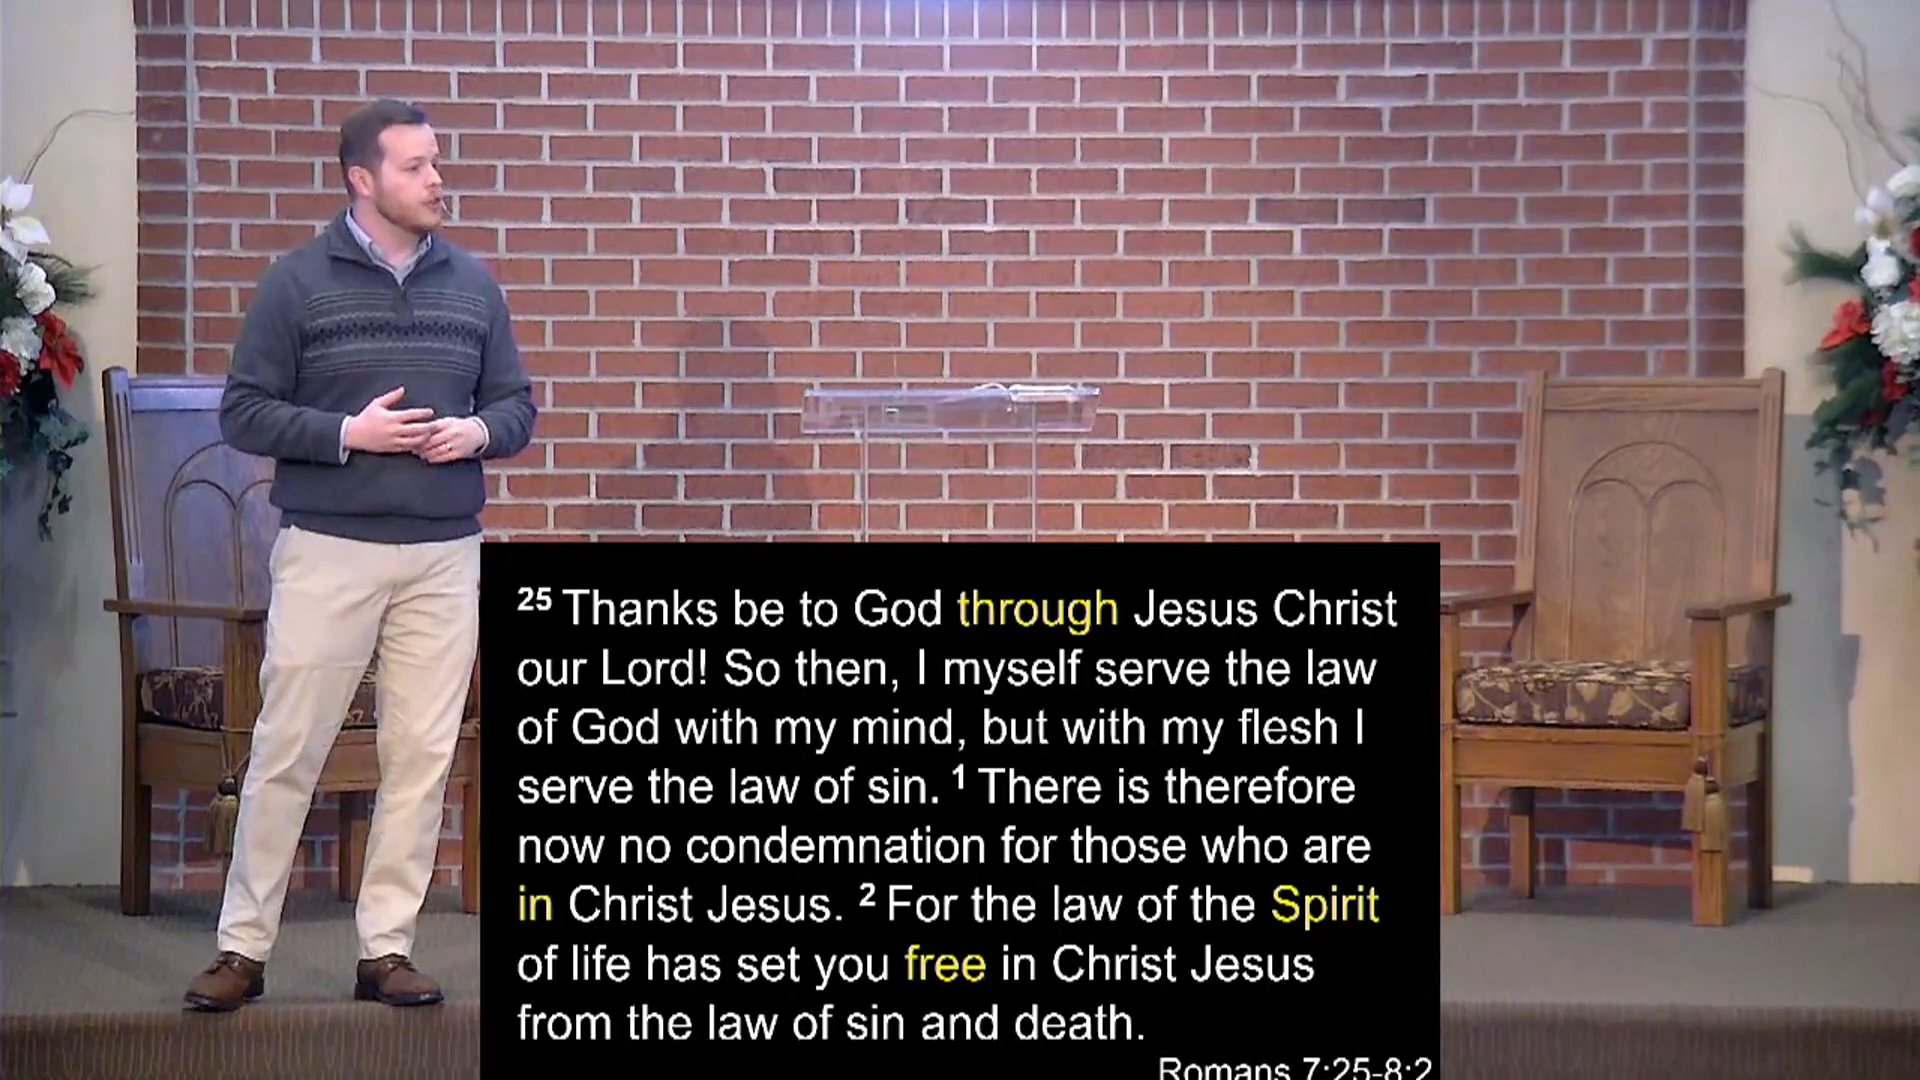 25 Thanks be to God through Jesus Christ
our Lord! So then, I myself serve the law
of God with my mind, but with my flesh I
serve the law of sin. 1 There is therefore
now no condemnation for those who are
in Christ Jesus. 2 For the law of the Spirit
of life has set you free in Christ Jesus
from the law of sin and death.
Romans 7:25-8:2